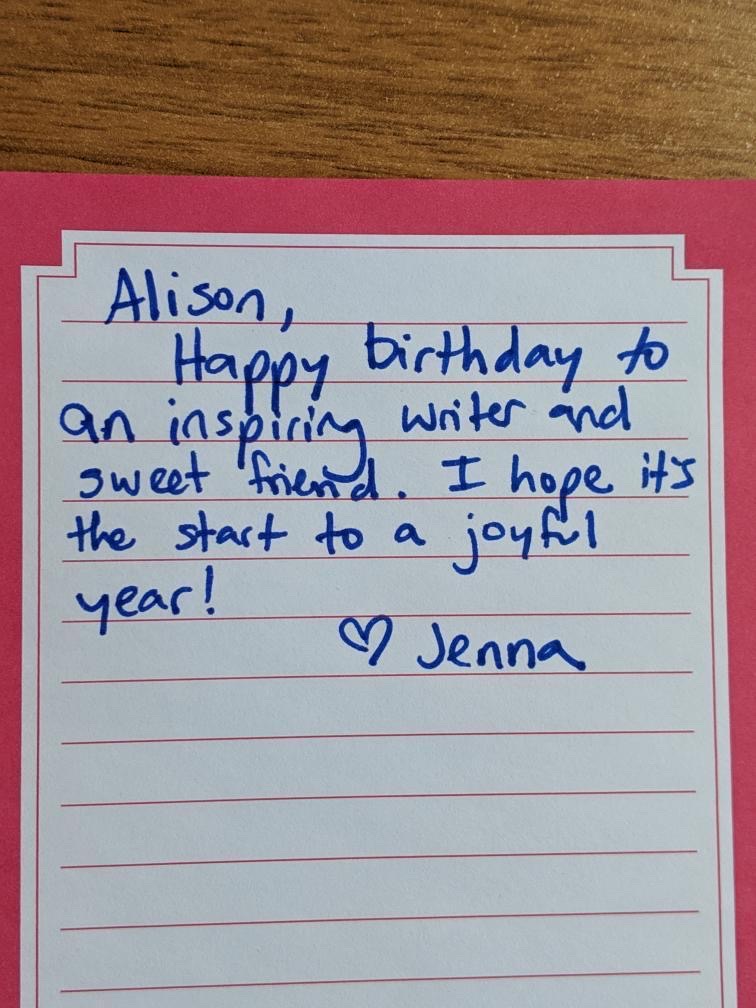 Alison,
Happy birthday to
an inspiring writer and
sweet friend. I hope it's
the start to a joyful
year!
♡ Jenna